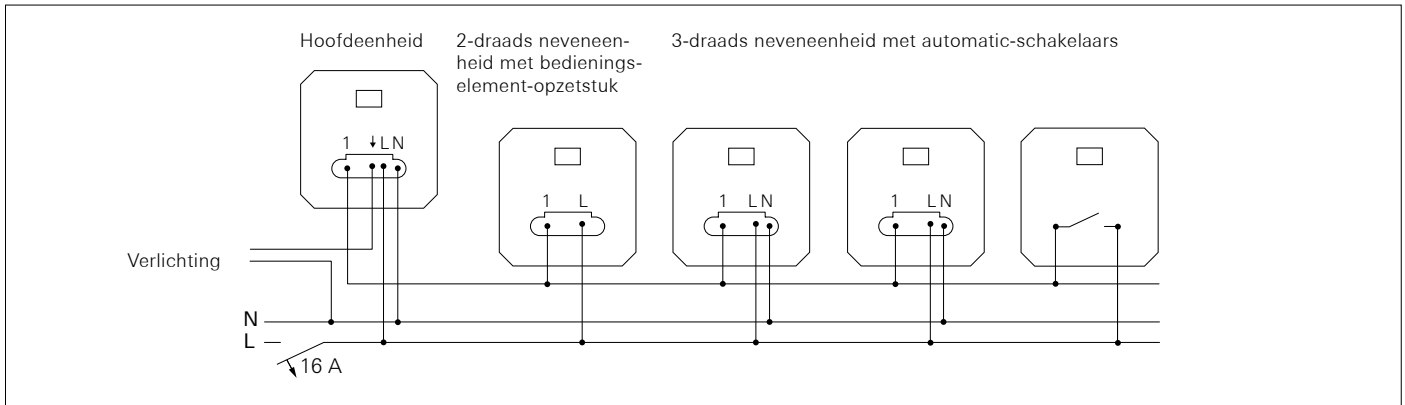 Hoofdeenheid
2-draads neveneen-
heid met bedienings-
element-opzetstuk
3-draads neveneenheid met automatic-schakelaars
1 ↓ L N
1 L
1 L N
1 L N
Verlichting
N
L
16 A